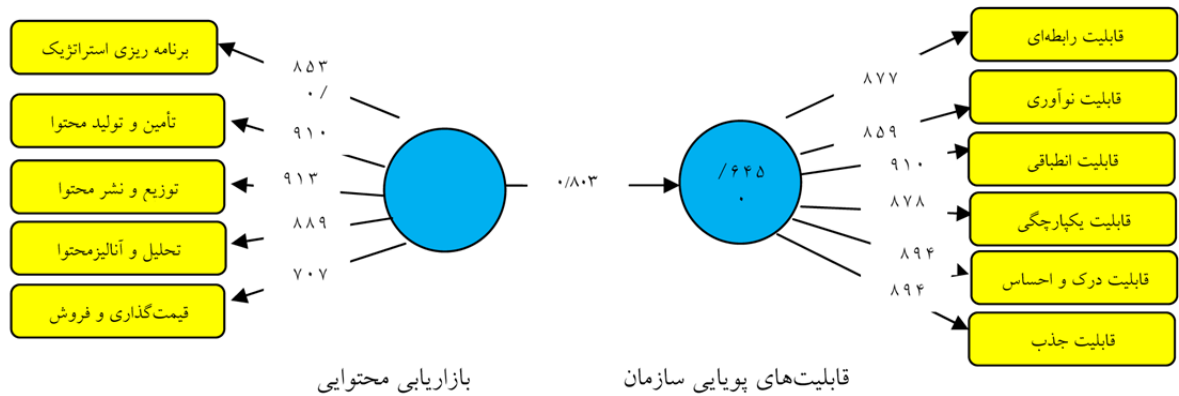 قابلیت رابطه‌ای
قابلیت نوآوری
قابلیت انطباقی
قابلیت یکپارچگی
قابلیت درک و احساس
قابلیت جذب
۸۷۷
۸۵۹
۹۱۰
۸۷۸
۸۹۴
۸۹۴
/۶۴۵
۰
۰/۸۰۳
۸۵۳
۰/
۹۱۰
۹۱۳
۸۸۹
۷۰۷
برنامه ریزی استراتژیک
تأمین و تولید محتوا
توزیع و نشر محتوا
تحلیل و آنالیزمحتوا
قیمت‌گذاری و فروش
قابلیت‌های پویایی سازمان
بازاریابی محتوایی